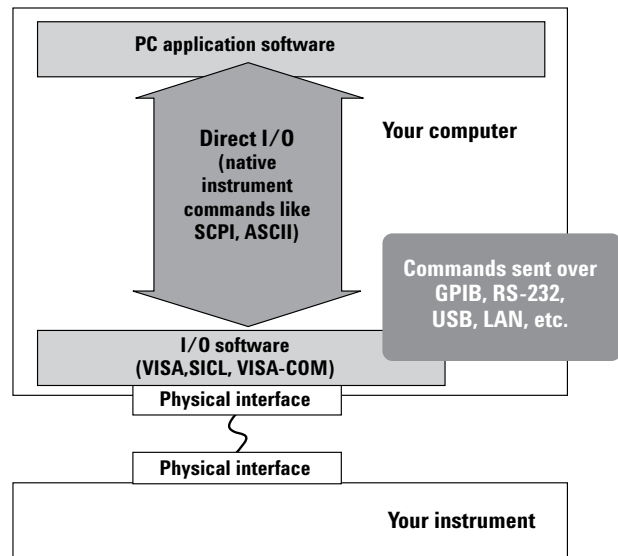 PC application software
Direct I/O
(native
instrument
commands like
SCPI, ASCII)
Your computer
Commands sent over
GPIB, RS-232,
USB, LAN, etc.
I/O software
(VISA,SICL, VISA-COM)
Physical interface
Physical interface
Your instrument